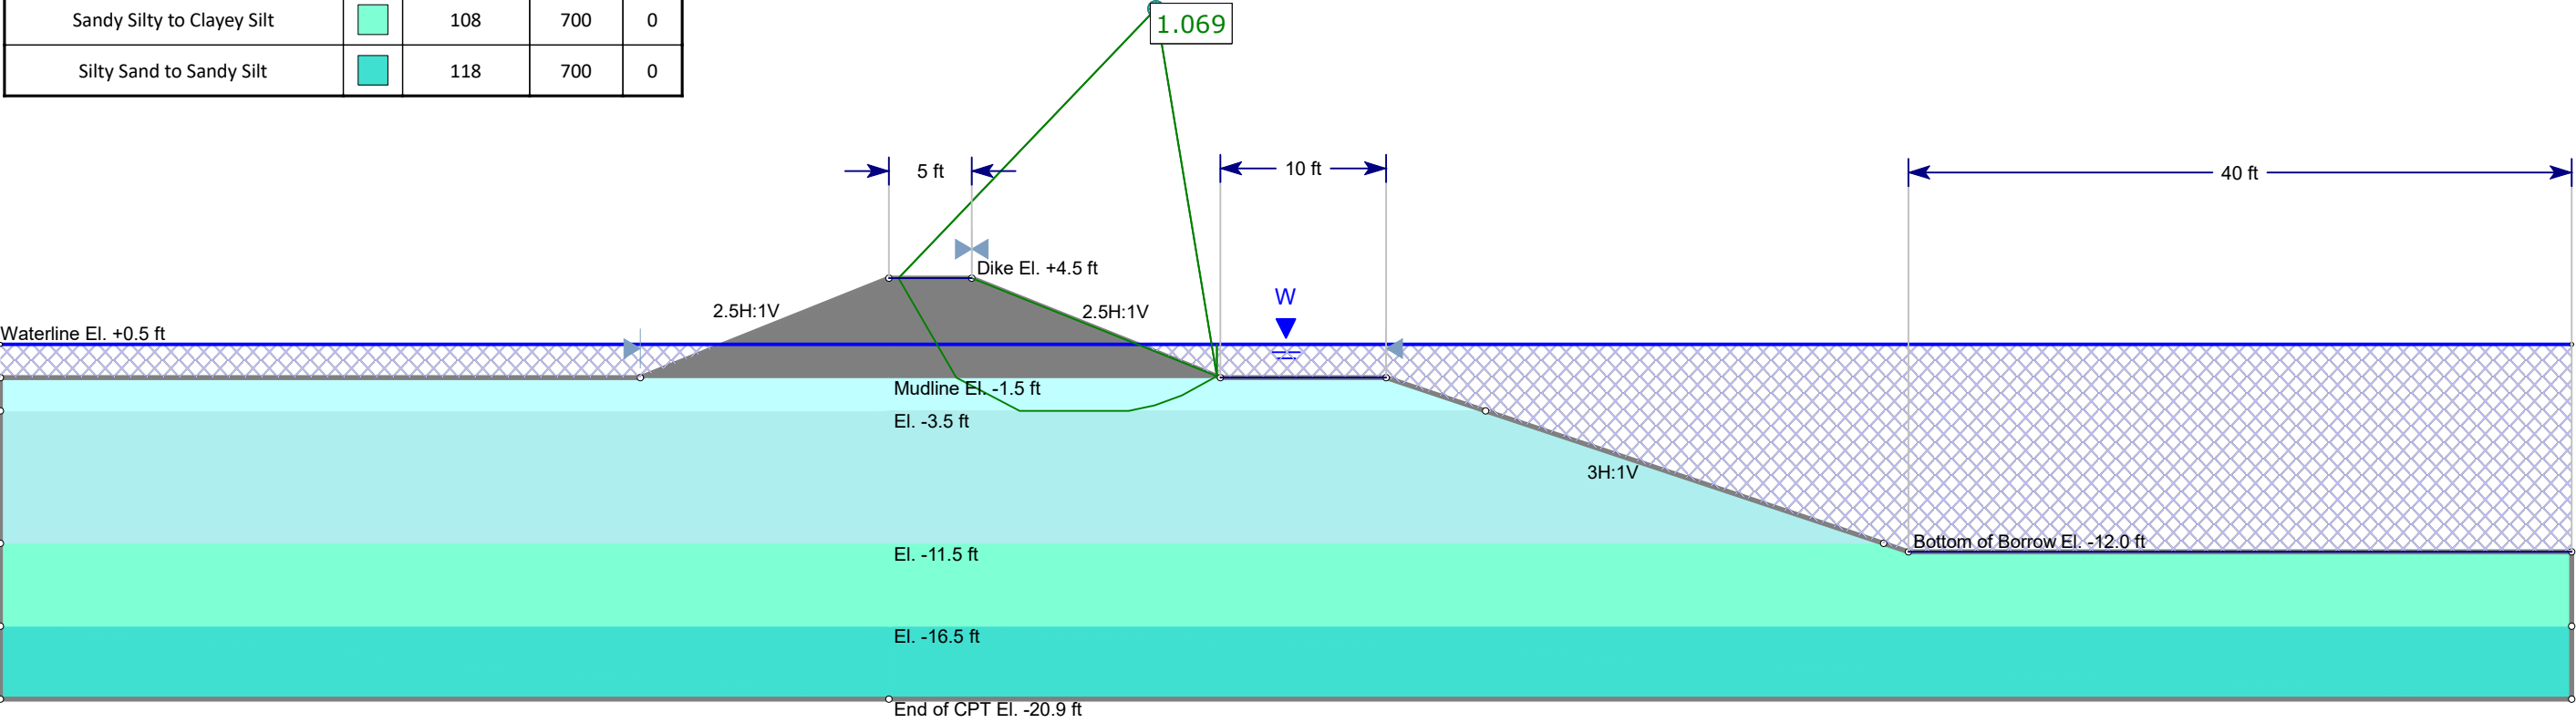 Sandy Silty to Clayey Silt 108 700 0
Silty Sand to Sandy Silt 118 700 0
1.069
5 ft
10 ft
40 ft
Dike El. +4.5 ft
2.5H:1V
2.5H:1V
W
Waterline El. +0.5 ft
Mudline El. -1.5 ft
El. -3.5 ft
3H:1V
Bottom of Borrow El. -12.0 ft
El. -11.5 ft
El. -16.5 ft
End of CPT El. -20.9 ft